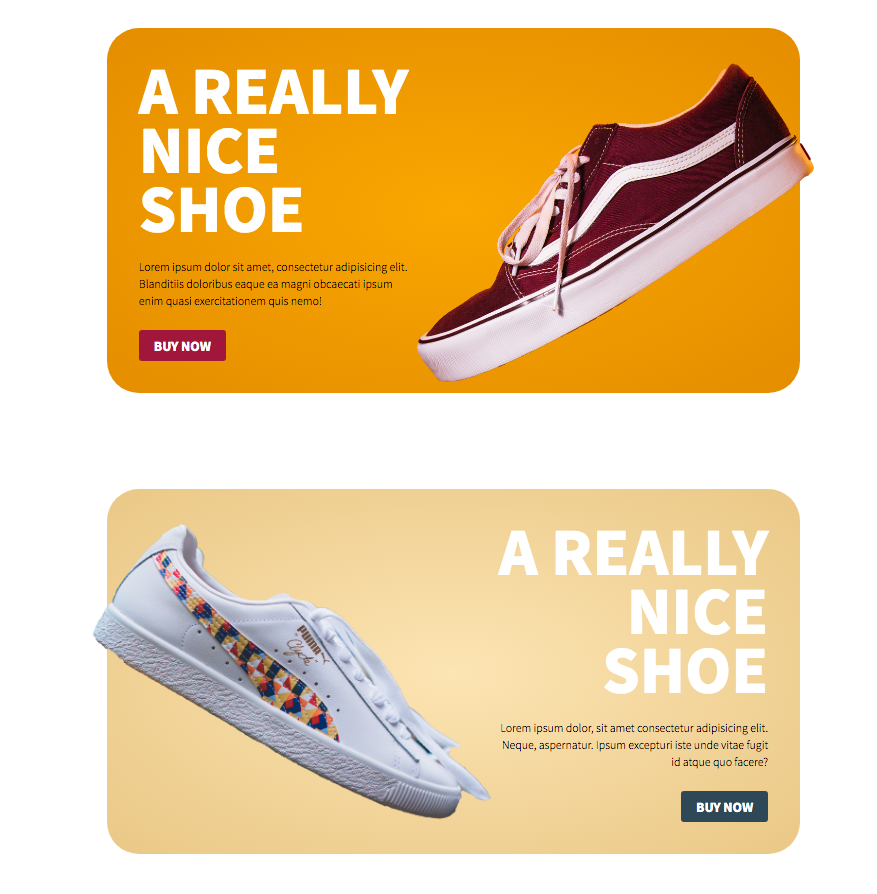 A REALLY
NICE
SHOE
Lorem ipsum dolor sit amet, consectetur adipisicing elit.
Blanditiis doloribus eaque ea magni obcaecati ipsum
enim quasi exercitationem quis nemo!
BUY NOW
A REALLY
NICE
SHOE
PUMA
Clyde
Lorem ipsum dolor, sit amet consectetur adipisicing elit.
Neque, aspernatur. Ipsum excepturi iste unde vitae fugit
id atque quo facere?
BUY NOW